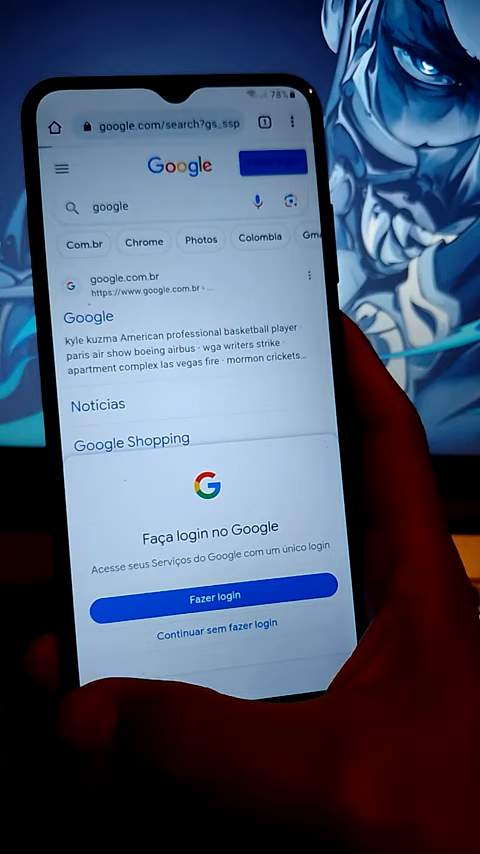 78%
google.com/search?gs_ssp
1
Google
google
Com.br
Chrome
Photos
Colombia
google.com.br
https://www.google.com.br › ...
Google
kyle kuzma American professional basketball player ·
paris air show boeing airbus · wga writers strike ·
apartment complex las vegas fire · mormon crickets...
Notícias
Google Shopping
G
Faça login no Google
Acesse seus Serviços do Google com um único login
Fazer login
Continuar sem fazer login